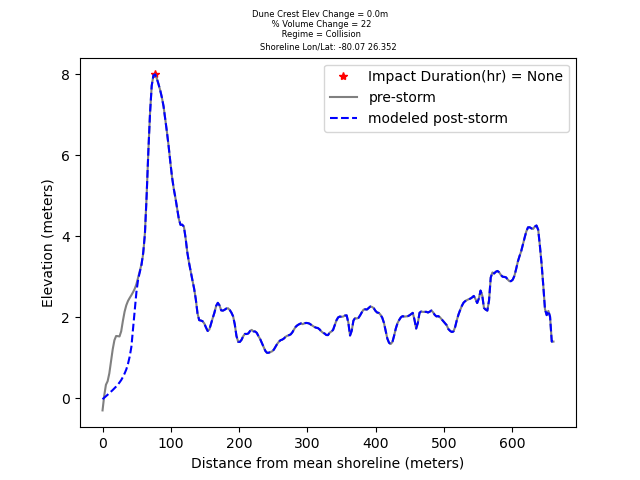 Dune Crest Elev Change = 0.0m
% Volume Change = 22
Regime = Collision
Shoreline Lon/Lat: -80.07 26.352
Impact Duration(hr) = None
pre-storm
modeled post-storm
Elevation (meters)
8
6
4
2
0
0 100 200 300 400 500 600
Distance from mean shoreline (meters)